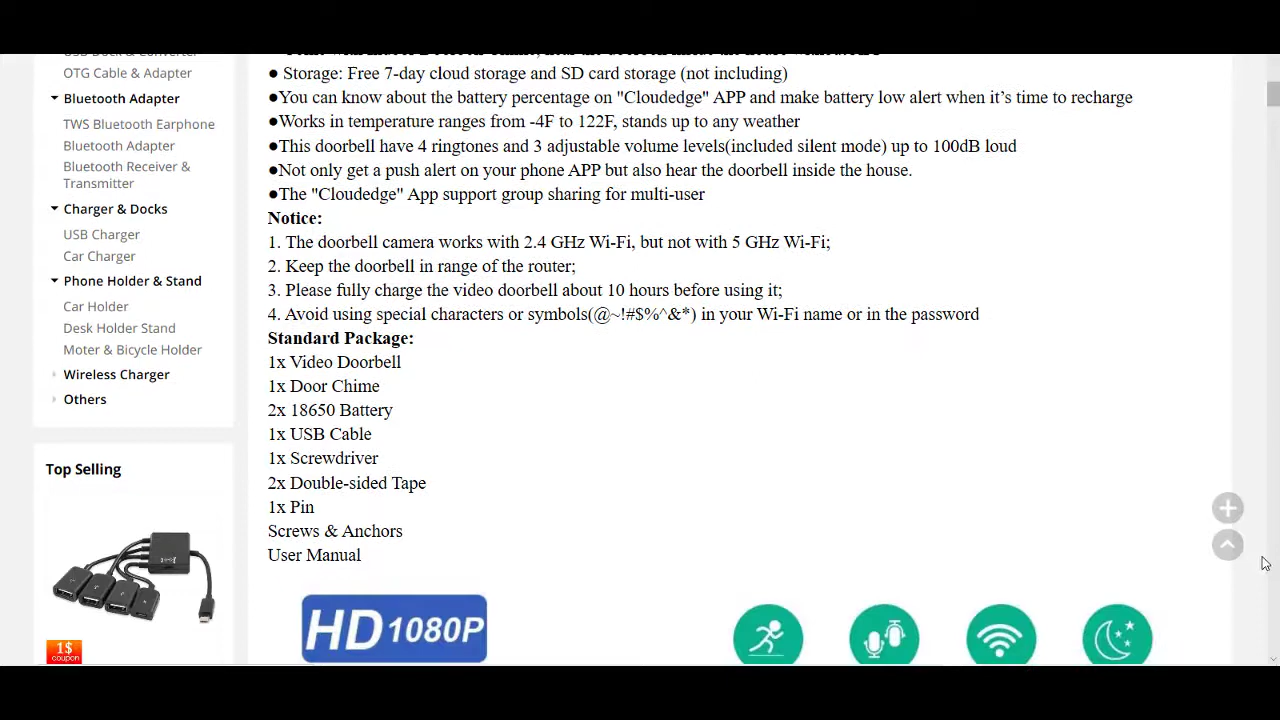 OTG Cable & Adapter
Bluetooth Adapter
TWS Bluetooth Earphone
Bluetooth Adapter
Bluetooth Receiver &
Transmitter
Charger & Docks
USB Charger
Car Charger
Phone Holder & Stand
Car Holder
Desk Holder Stand
Moter & Bicycle Holder
Wireless Charger
Others
Top Selling
1$
coupon
● Storage: Free 7-day cloud storage and SD card storage (not including)
●You can know about the battery percentage on "Cloudedge" APP and make battery low alert when it’s time to recharge
●Works in temperature ranges from -4F to 122F, stands up to any weather
●This doorbell have 4 ringtones and 3 adjustable volume levels(included silent mode) up to 100dB loud
●Not only get a push alert on your phone APP but also hear the doorbell inside the house.
●The "Cloudedge" App support group sharing for multi-user
Notice:
1. The doorbell camera works with 2.4 GHz Wi-Fi, but not with 5 GHz Wi-Fi;
2. Keep the doorbell in range of the router;
3. Please fully charge the video doorbell about 10 hours before using it;
4. Avoid using special characters or symbols(@~!#$%^&*) in your Wi-Fi name or in the password
Standard Package:
1x Video Doorbell
1x Door Chime
2x 18650 Battery
1x USB Cable
1x Screwdriver
2x Double-sided Tape
1x Pin
Screws & Anchors
User Manual
HD 1080P